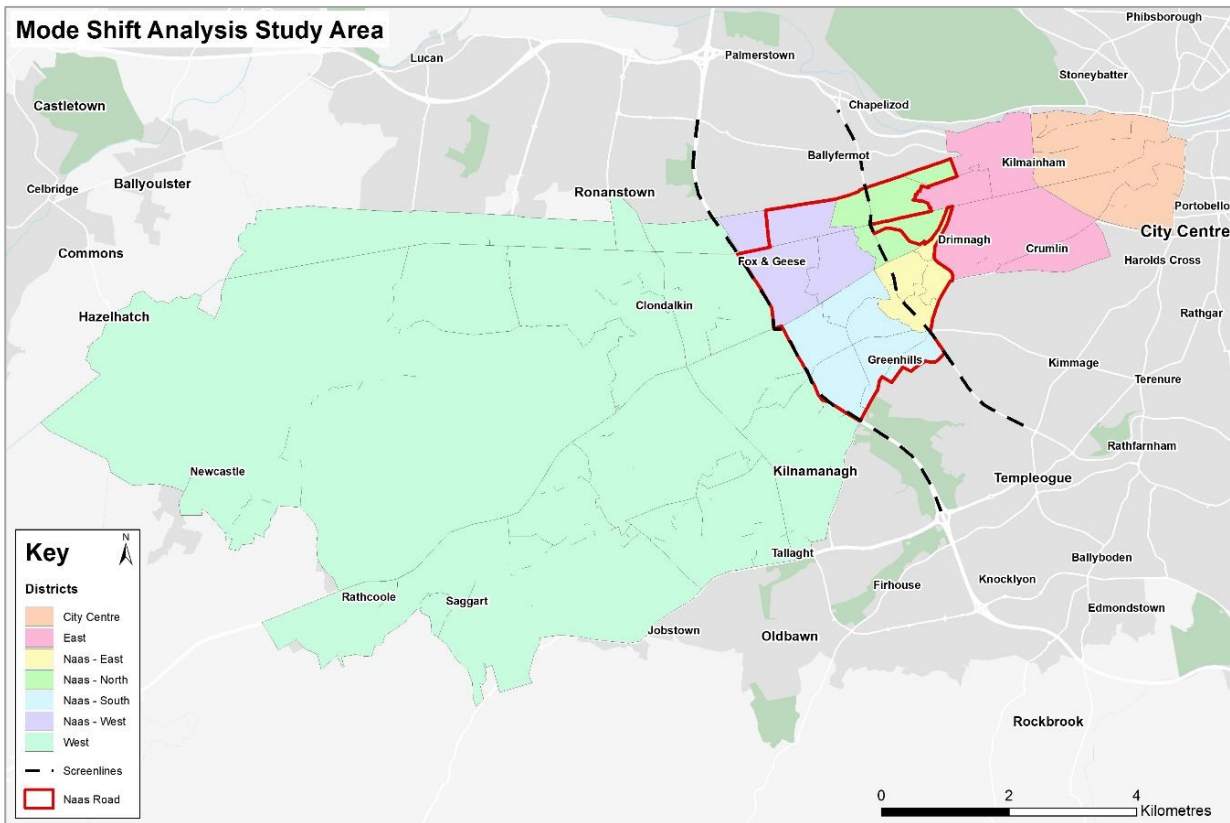 Mode Shift Analysis Study Area
Phibsborough
Lucan
Palmerstown
Stoneybatter
Castletown
Chapelizod
Ballyfermot
Kilmainham
Celbridge
Ballyoulster
Ronanstown
Portobello
City Centre
Commons
Drimnagh
Crumlin
Harolds Cross
Fox & Geese
Hazelhatch
Clondalkin
Rathgar
Greenhills
Kimmage
Terenure
Rathfarnham
Newcastle
Kilnamanagh
Templeogue
Tallaght
Ballyboden
Firhouse
Knocklyon
Rathcoole
Saggart
Edmondstown
Jobstown
Oldbawn
Rockbrook
Key
N
Districts
City Centre
East
Naas - East
Naas - North
Naas - South
Naas - West
West
Screenlines
Naas Road
0 2 4
Kilometres